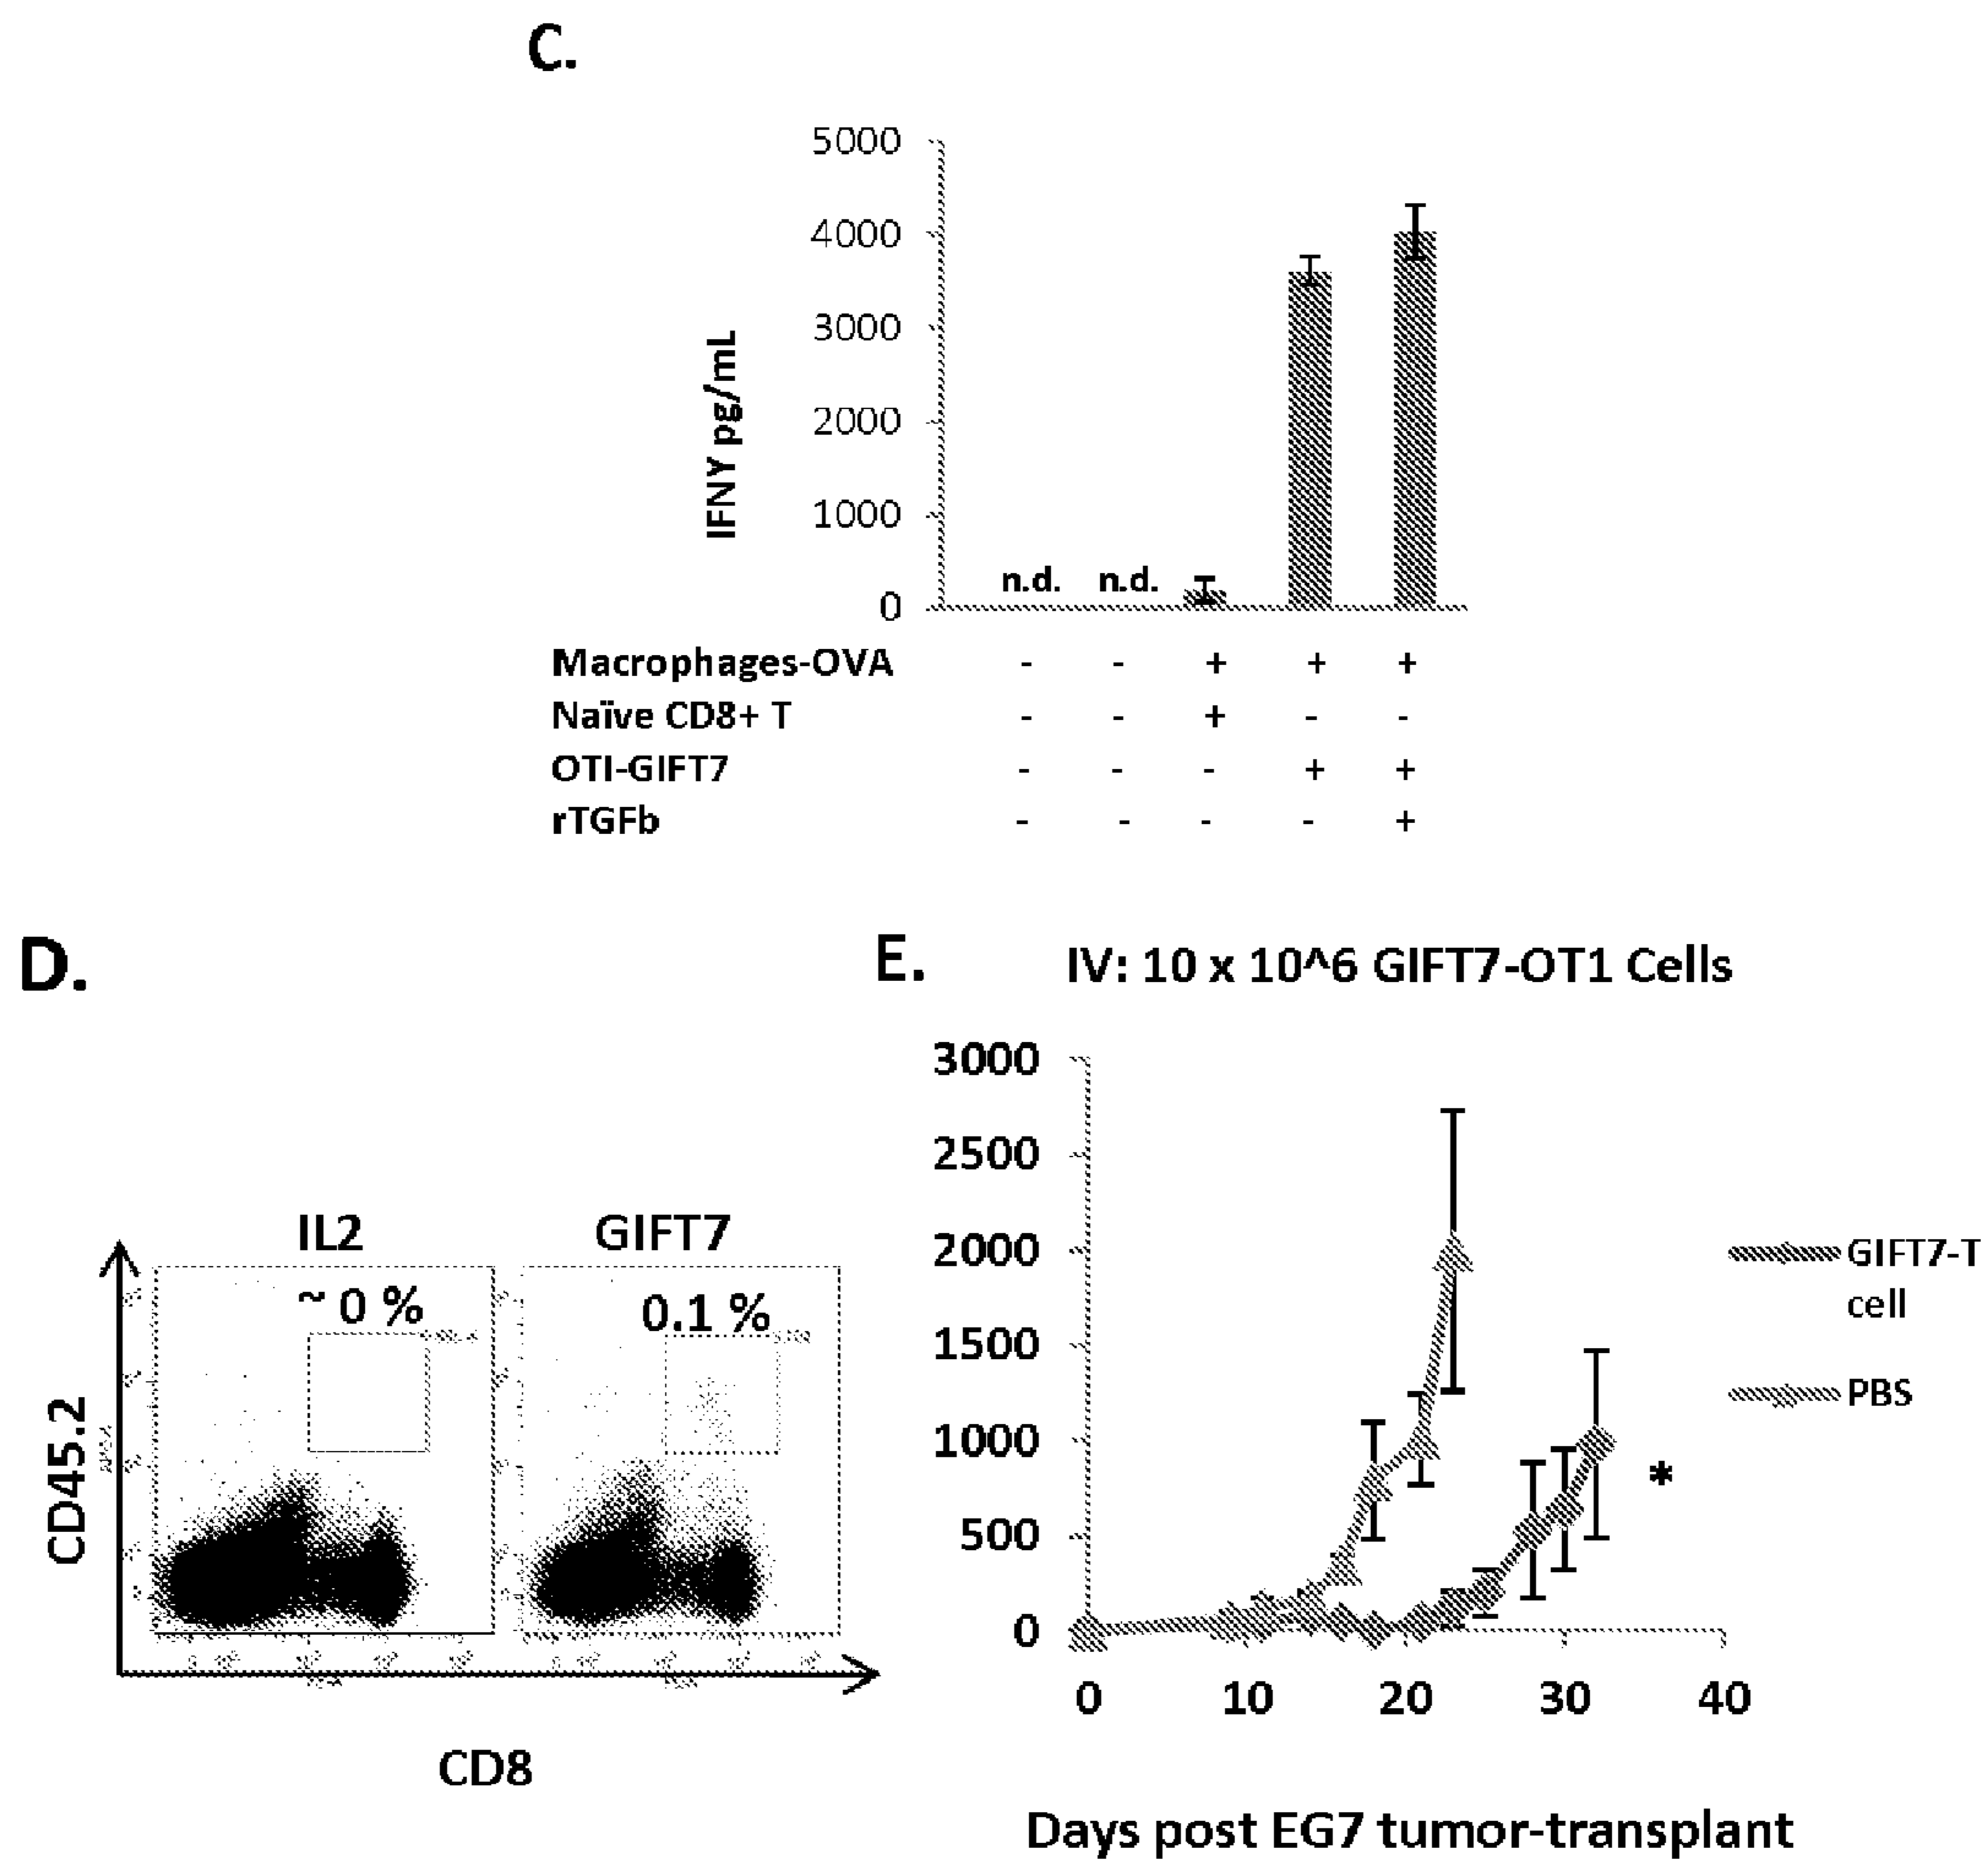 C.
5000
4000
3000
2000
1000
0
IFNY pg/mL
n.d. n.d.
Macrophages-OVA - - + + +
Naïve CD8+ T - - + - -
OTI-GIFT7 - - - + +
rTGFb - - - - +
D.
IL2 GIFT7
~ 0 % 0.1 %
CD45.2
CD8
E.
IV: 10 x 10^6 GIFT7-OT1 Cells
3000
2500
2000
1500
1000
500
0
0 10 20 30 40
*
GIFT7-T
cell
PBS
Days post EG7 tumor-transplant